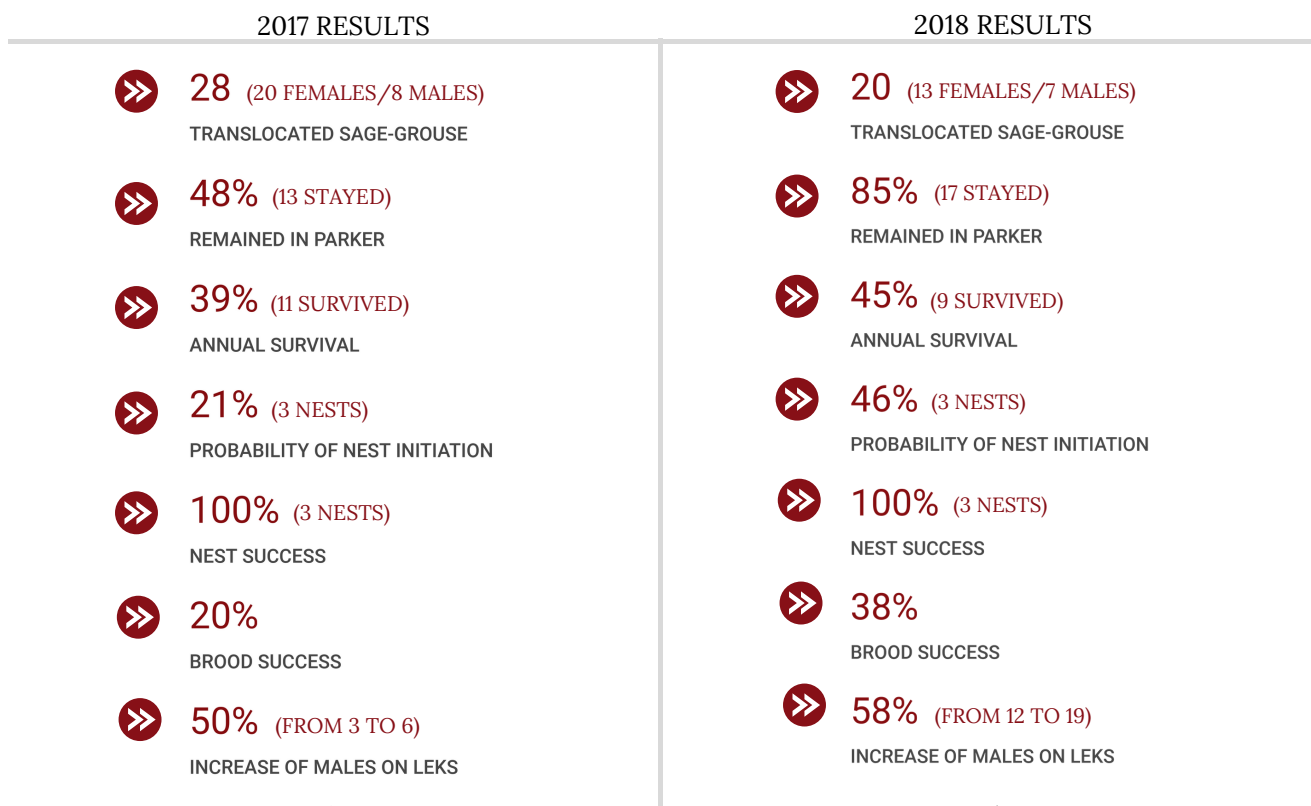 2017 RESULTS
28 (20 FEMALES/8 MALES)
TRANSLOCATED SAGE-GROUSE
48% (13 STAYED)
REMAINED IN PARKER
39% (11 SURVIVED)
ANNUAL SURVIVAL
21% (3 NESTS)
PROBABILITY OF NEST INITIATION
100% (3 NESTS)
NEST SUCCESS
20%
BROOD SUCCESS
50% (FROM 3 TO 6)
INCREASE OF MALES ON LEKS
2018 RESULTS
20 (13 FEMALES/7 MALES)
TRANSLOCATED SAGE-GROUSE
85% (17 STAYED)
REMAINED IN PARKER
45% (9 SURVIVED)
ANNUAL SURVIVAL
46% (3 NESTS)
PROBABILITY OF NEST INITIATION
100% (3 NESTS)
NEST SUCCESS
38%
BROOD SUCCESS
58% (FROM 12 TO 19)
INCREASE OF MALES ON LEKS